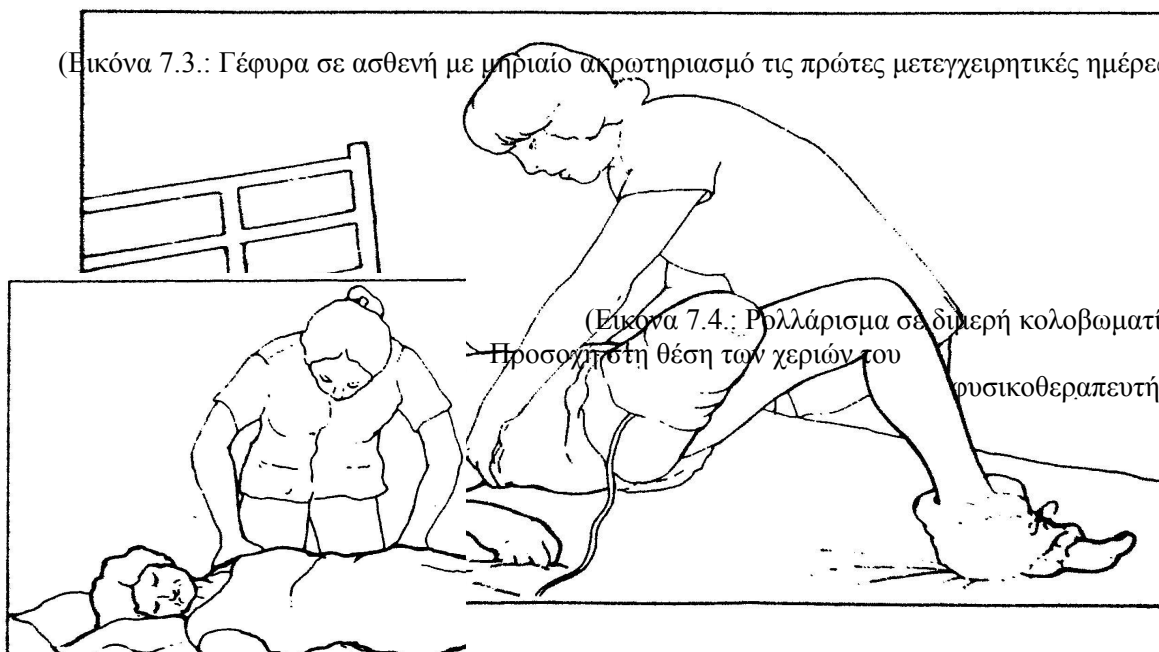 (Εικόνα 7.3.: Γέφυρα σε ασθενή με μηριαίο ακρωτηριασμό τις πρώτες μετεγχειρητικές ημέρες
(Εικόνα 7.4.: Ρολλάρισμα σε διμερή κολοβωματί
Προσοχή στη θέση των χεριών του
φυσικοθεραπευτή